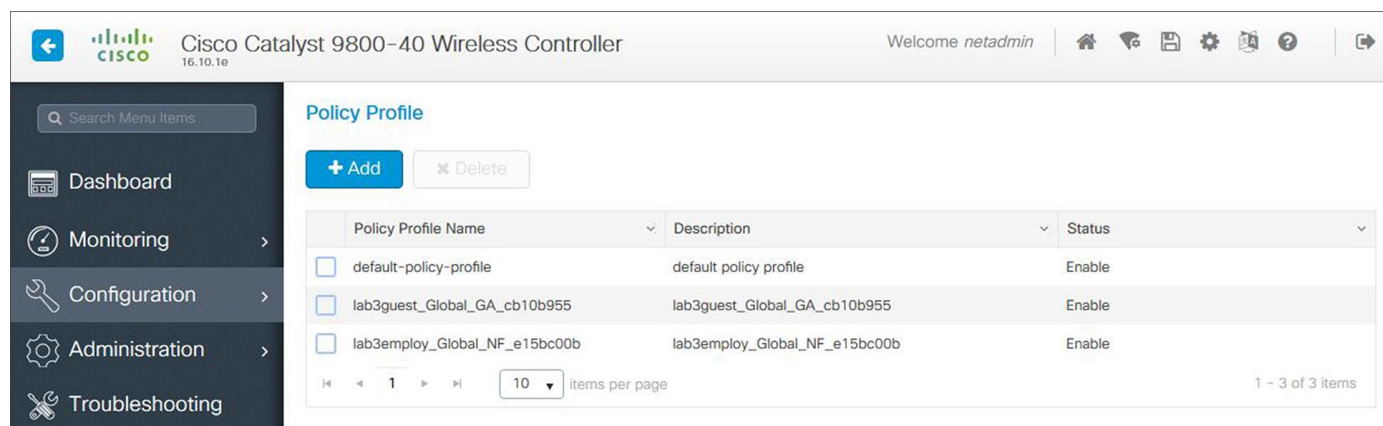 CISCO
Cisco Catalyst 9800-40 Wireless Controller
16.10.1e
Welcome netadmin
Search Menu Items
Dashboard
Monitoring
Configuration
Administration
Troubleshooting
Policy Profile
Add
Delete
Policy Profile Name Description Status
default-policy-profile default policy profile Enable
lab3guest_Global_GA_cb10b955 lab3guest_Global_GA_cb10b955 Enable
lab3employ_Global_NF_e15bc00b lab3employ_Global_NF_e15bc00b Enable
1 10 items per page 1 - 3 of 3 items